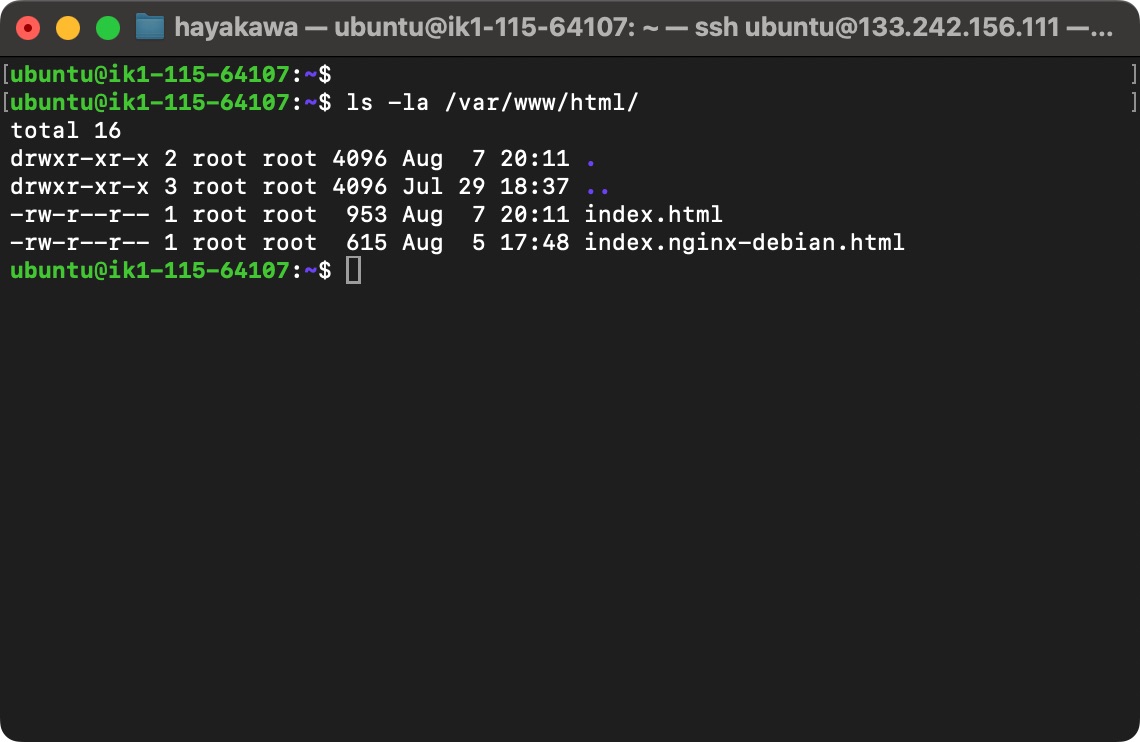 hayakawa — ubuntu@ik1-115-64107: ~ — ssh ubuntu@133.242.156.111 —...
[ubuntu@ik1-115-64107:~$ ]
[ubuntu@ik1-115-64107:~$ ls -la /var/www/html/ ]
total 16
drwxr-xr-x 2 root root 4096 Aug  7 20:11 .
drwxr-xr-x 3 root root 4096 Jul 29 18:37 ..
-rw-r--r-- 1 root root  953 Aug  7 20:11 index.html
-rw-r--r-- 1 root root  615 Aug  5 17:48 index.nginx-debian.html
ubuntu@ik1-115-64107:~$